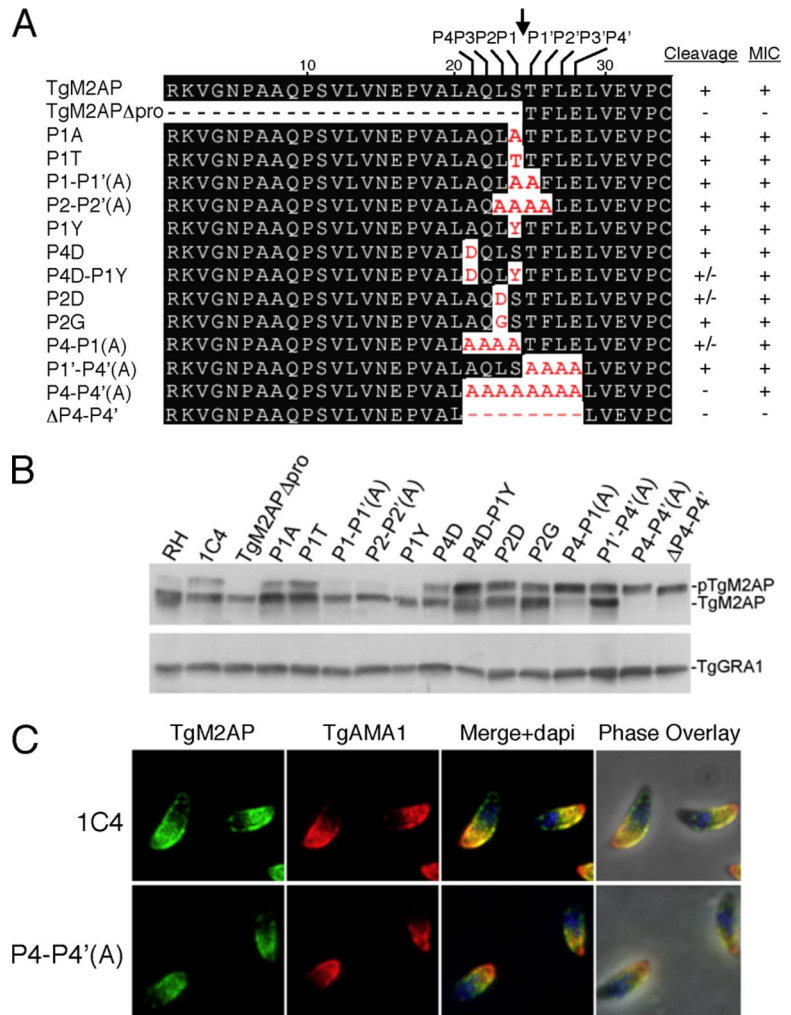 A
P4P3P2P1 P1'P2'P3'P4'
10 20 30 Cleavage MIC
TgM2AP RKVGNPAAQPSVLVNEPVALAQLSTFLELVEVPC + +
TgM2APΔpro ------------------------TFLELVEVPC - -
P1A RKVGNPAAQPSVLVNEPVALAQLATFLELVEVPC + +
P1T RKVGNPAAQPSVLVNEPVALAQLTTFLELVEVPC + +
P1-P1'(A) RKVGNPAAQPSVLVNEPVALAQLAAFLELVEVPC + +
P2-P2'(A) RKVGNPAAQPSVLVNEPVALAQAAAALELVEVPC + +
P1Y RKVGNPAAQPSVLVNEPVALAQLYTFLELVEVPC + +
P4D RKVGNPAAQPSVLVNEPVALDQLSTFLELVEVPC + +
P4D-P1Y RKVGNPAAQPSVLVNEPVALDQLYTFLELVEVPC +/- +
P2D RKVGNPAAQPSVLVNEPVALAQDSTFLELVEVPC +/- +
P2G RKVGNPAAQPSVLVNEPVALAQGSTFLELVEVPC + +
P4-P1(A) RKVGNPAAQPSVLVNEPVALAAAATFLELVEVPC +/- +
P1'-P4'(A) RKVGNPAAQPSVLVNEPVALAQLSAAAALVEVPC + +
P4-P4'(A) RKVGNPAAQPSVLVNEPVALAAAAAAAALVEVPC - +
ΔP4-P4' RKVGNPAAQPSVLVNEPVAL--------LVEVPC - -
B
RH 1C4 TgM2APΔpro P1A P1T P1-P1'(A) P2-P2'(A) P1Y P4D P4D-P1Y P2D P2G P4-P1(A) P1'-P4'(A) P4-P4'(A) ΔP4-P4'
-pTgM2AP
-TgM2AP
-TgGRA1
C
TgM2AP TgAMA1 Merge+dapi Phase Overlay
1C4
P4-P4'(A)